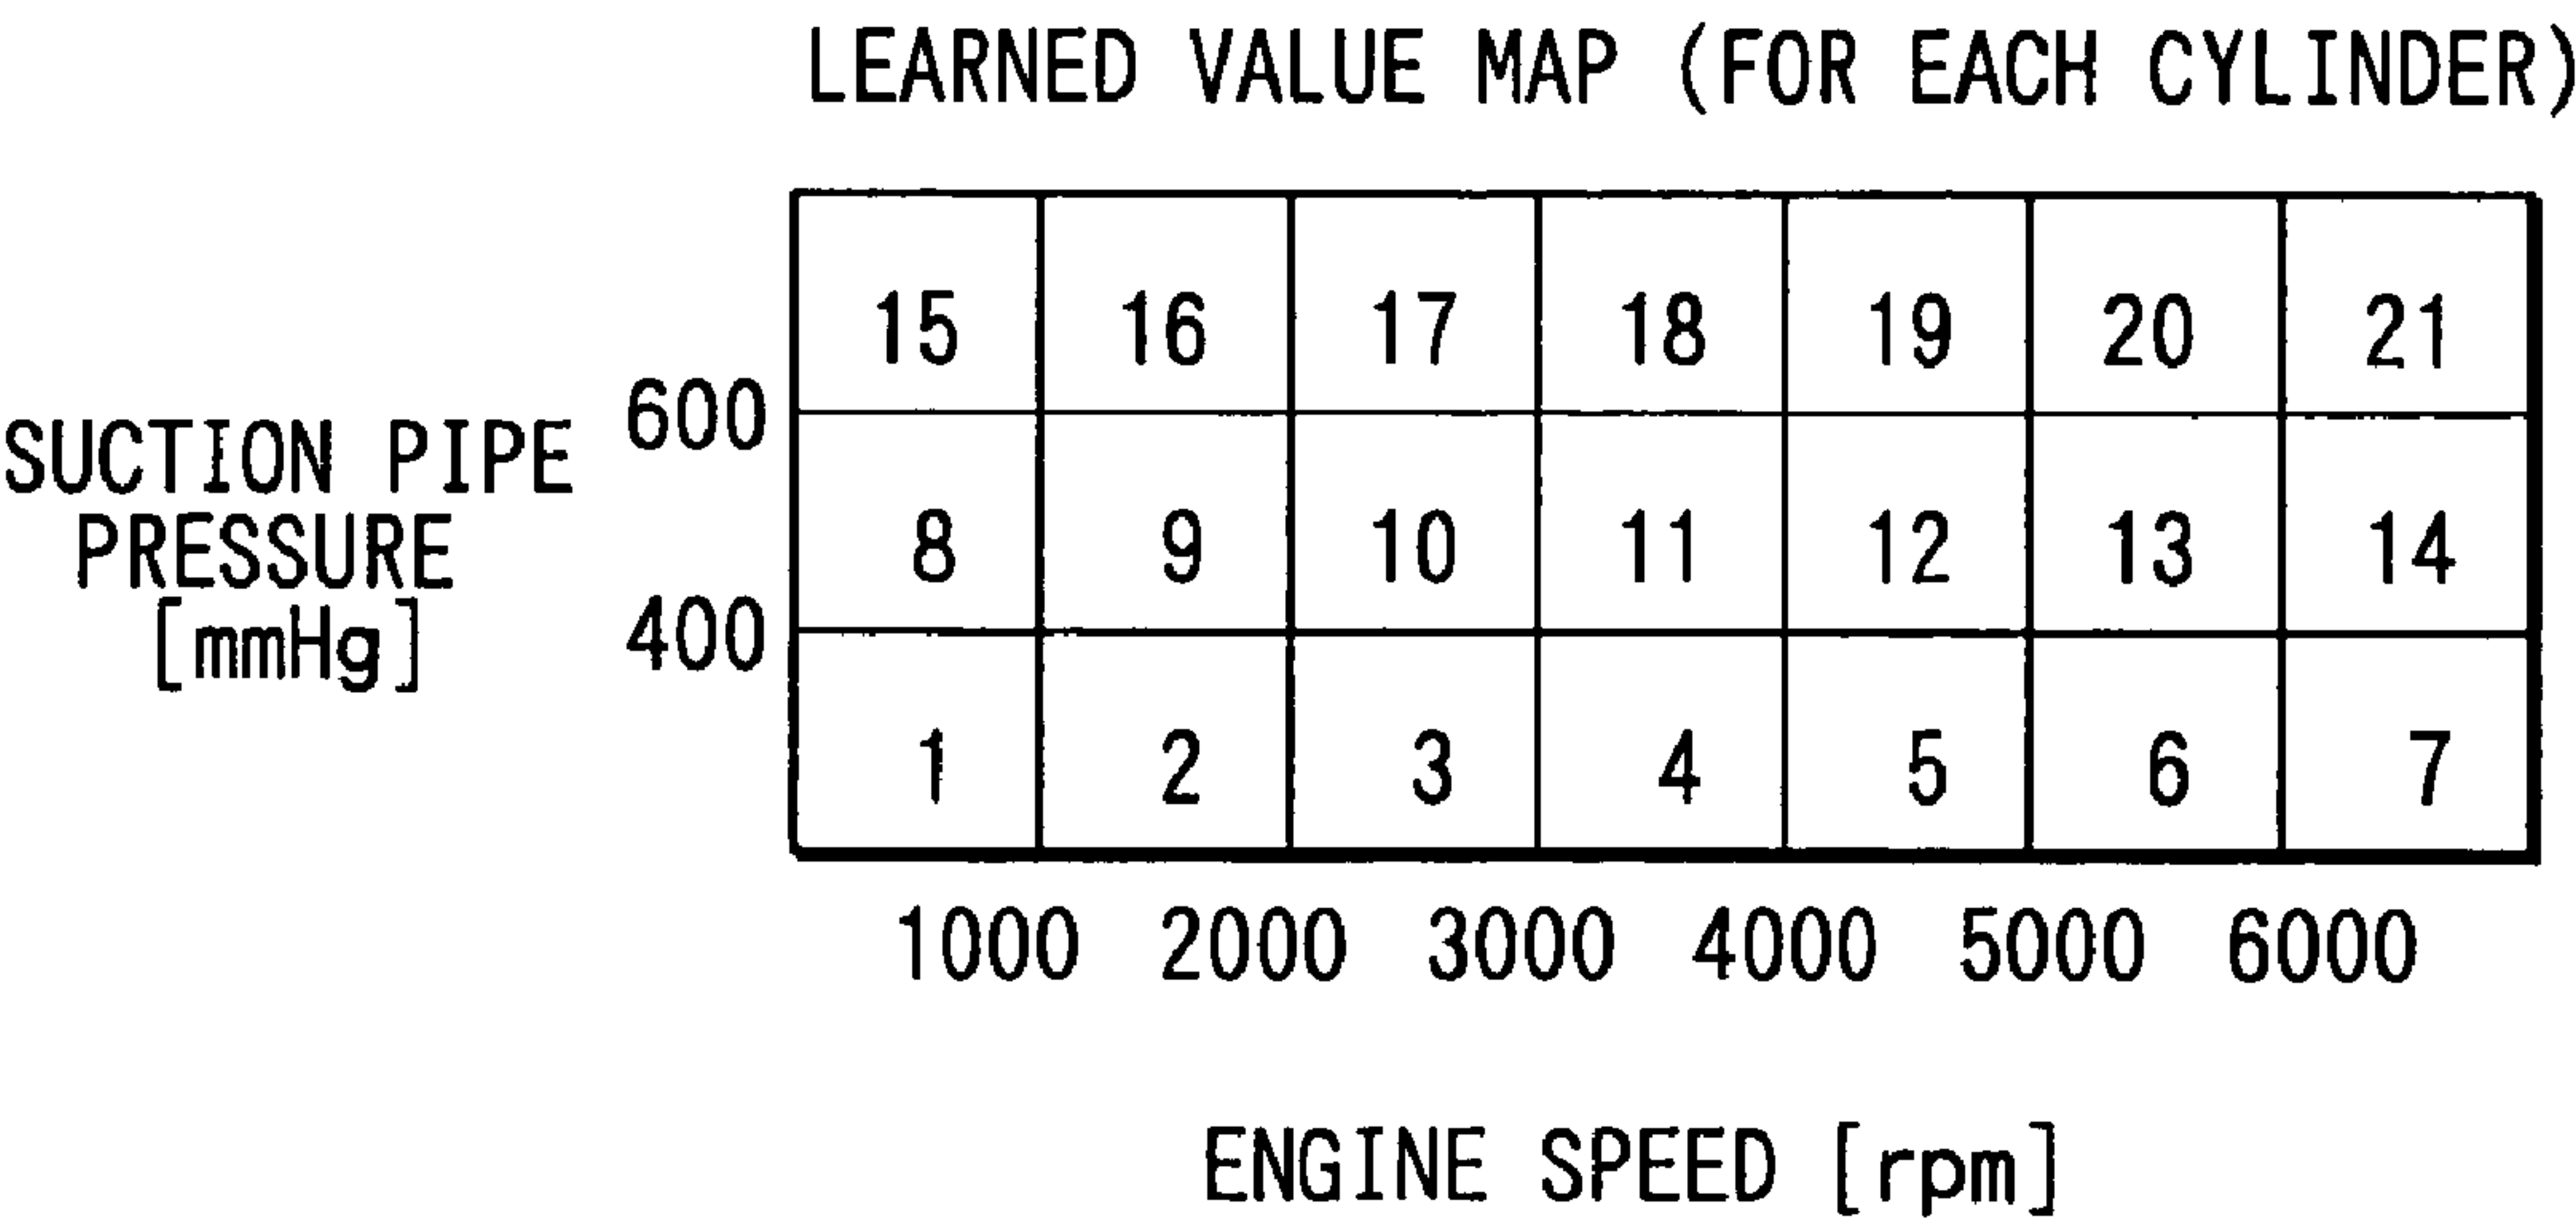 LEARNED VALUE MAP (FOR EACH CYLINDER)
15 16 17 18 19 20 21
600
SUCTION PIPE
PRESSURE
[mmHg]
8 9 10 11 12 13 14
400
1 2 3 4 5 6 7
1000 2000 3000 4000 5000 6000
ENGINE SPEED [rpm]